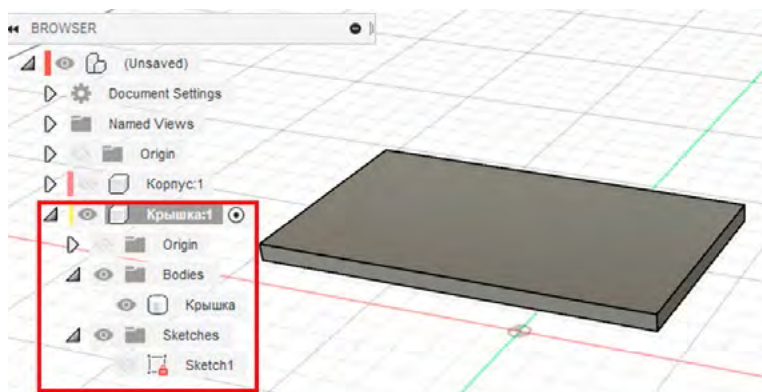 BROWSER
(Unsaved)
Document Settings
Named Views
Origin
Корпус:1
Крышка:1
Origin
Bodies
Крышка
Sketches
Sketch1